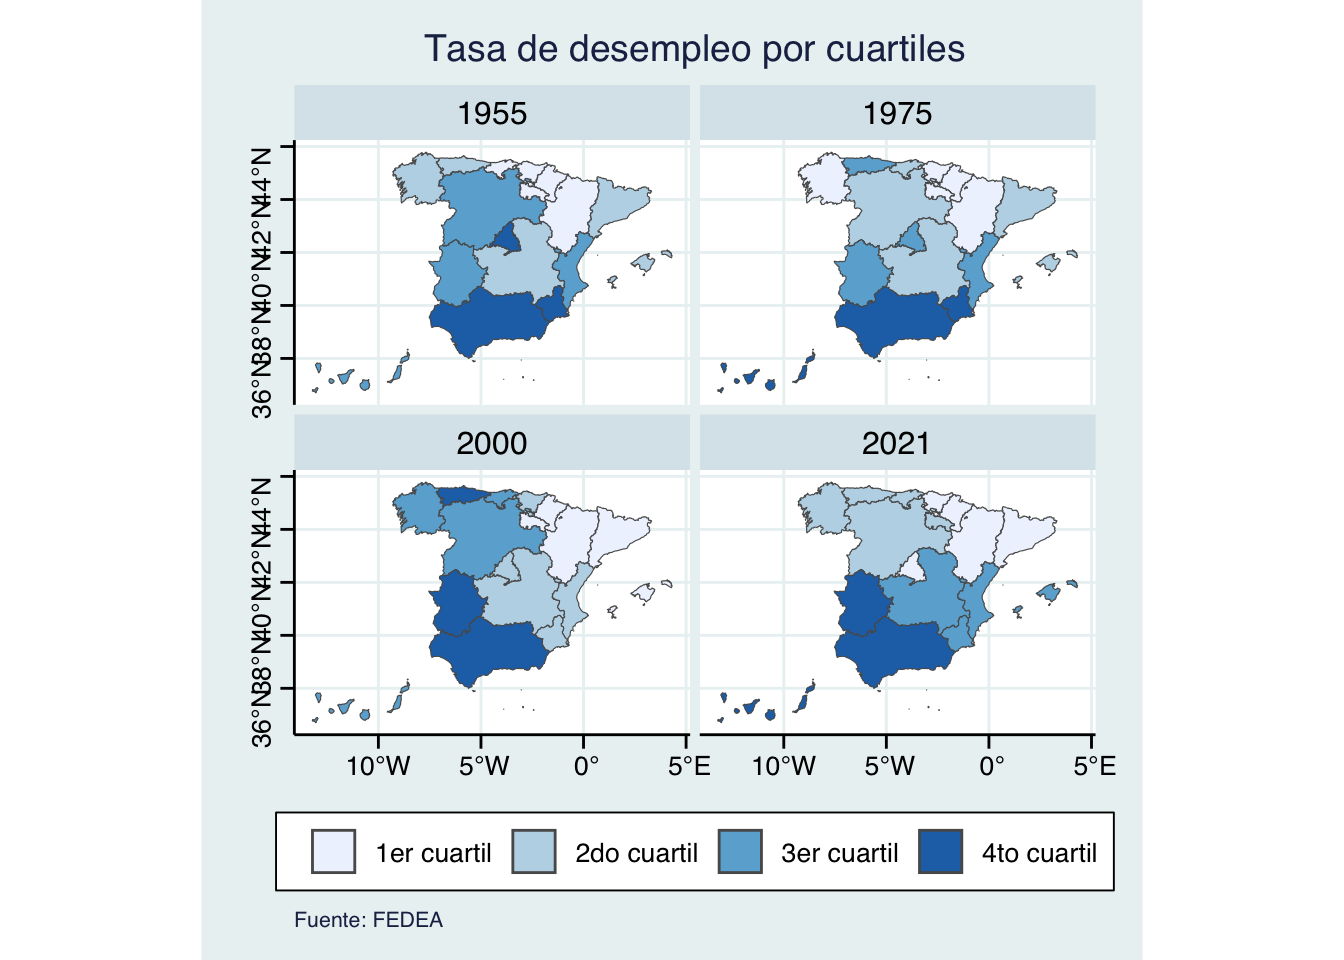 Tasa de desempleo por cuartiles
1955
1975
44°N
42°N
40°N
38°N
36°N
2000
2021
44°N
42°N
40°N
38°N
36°N
10°W 5°W 0° 5°E
10°W 5°W 0° 5°E
1er cuartil 2do cuartil 3er cuartil 4to cuartil
Fuente: FEDEA